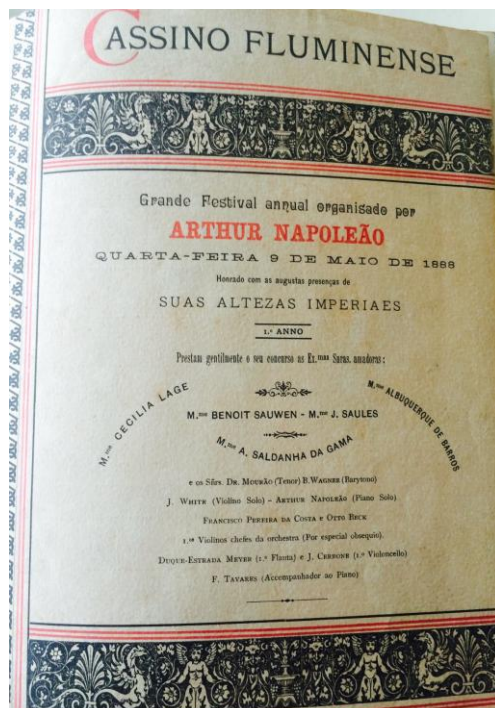 CASSINO FLUMINENSE
Grande Festival annual organisado por
ARTHUR NAPOLEÃO
QUARTA-FEIRA 9 DE MAIO DE 1888
Honrado com as augustas presenças de
SUAS ALTEZAS IMPERIAES
1.º ANNO
Prestam gentilmente o seu concurso as Ex.mas Snras. amadoras:
M.me CECILIA LAGE
M.me BENOIT SAUWEN - M.me J. SAULES
M.me ALBUQUERQUE DE BARROS
M.me A. SALDANHA DA GAMA
e os Sñrs. Dr. Mourão (Tenor) B. Wagner (Barytono)
J. White (Violino Solo) - Arthur Napoleão (Piano Solo)
Francisco Pereira da Costa e Otto Beck
1.os Violinos chefes da orchestra (Por especial obsequio).
Duque-Estrada Meyer (1.ª Flauta) e J. Cerrone (1.º Violoncello)
F. Tavares (Accompanhador ao Piano)